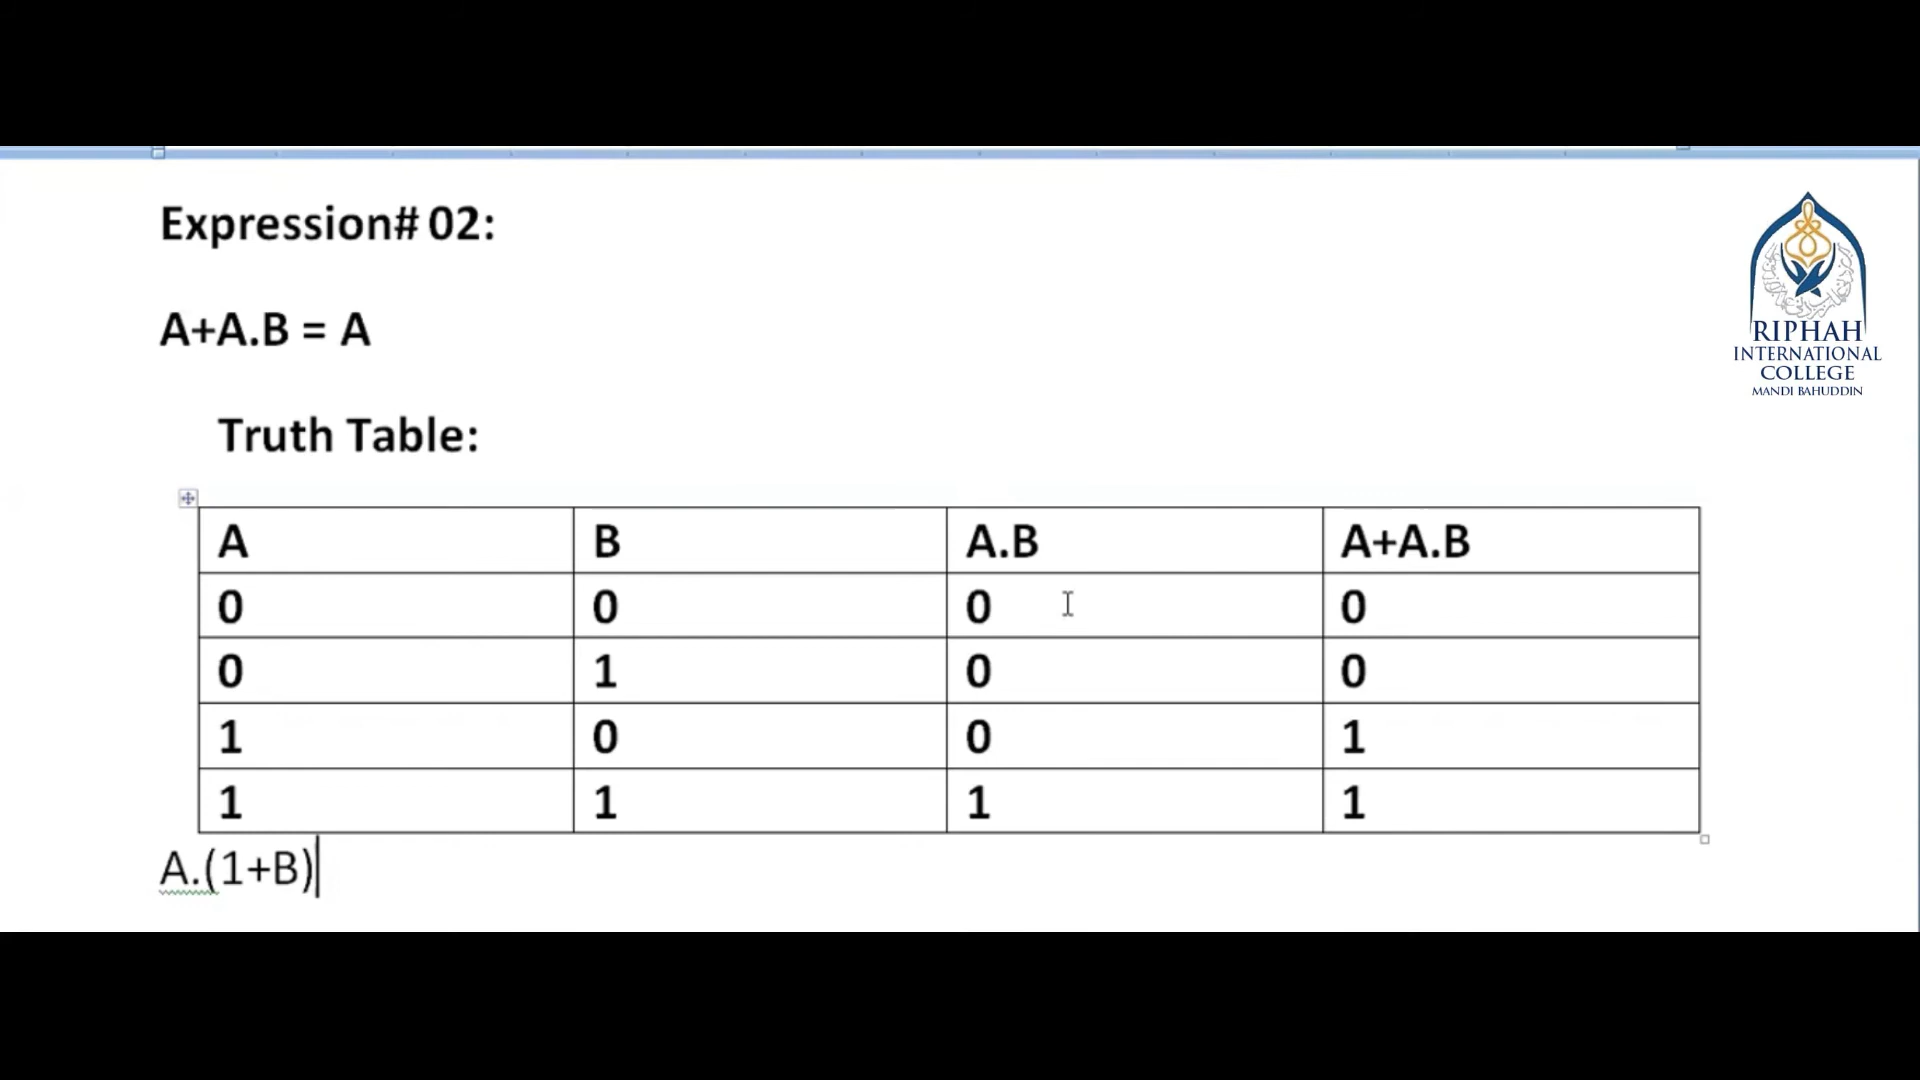 Expression# 02:
A+A.B = A
Truth Table:
A B A.B A+A.B
0 0 0 0
0 1 0 0
1 0 0 1
1 1 1 1
A.(1+B)
RIPHAH
INTERNATIONAL
COLLEGE
MANDI BAHUDDIN